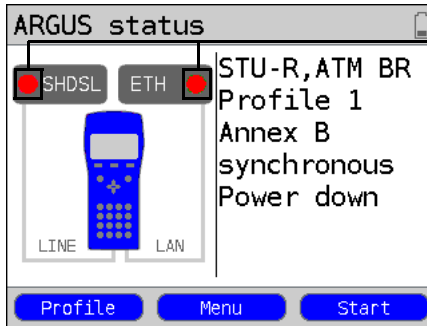 ARGUS status
SHDSL ETH
STU-R,ATM BR
Profile 1
Annex B
synchronous
Power down
LINE LAN
Profile Menu Start